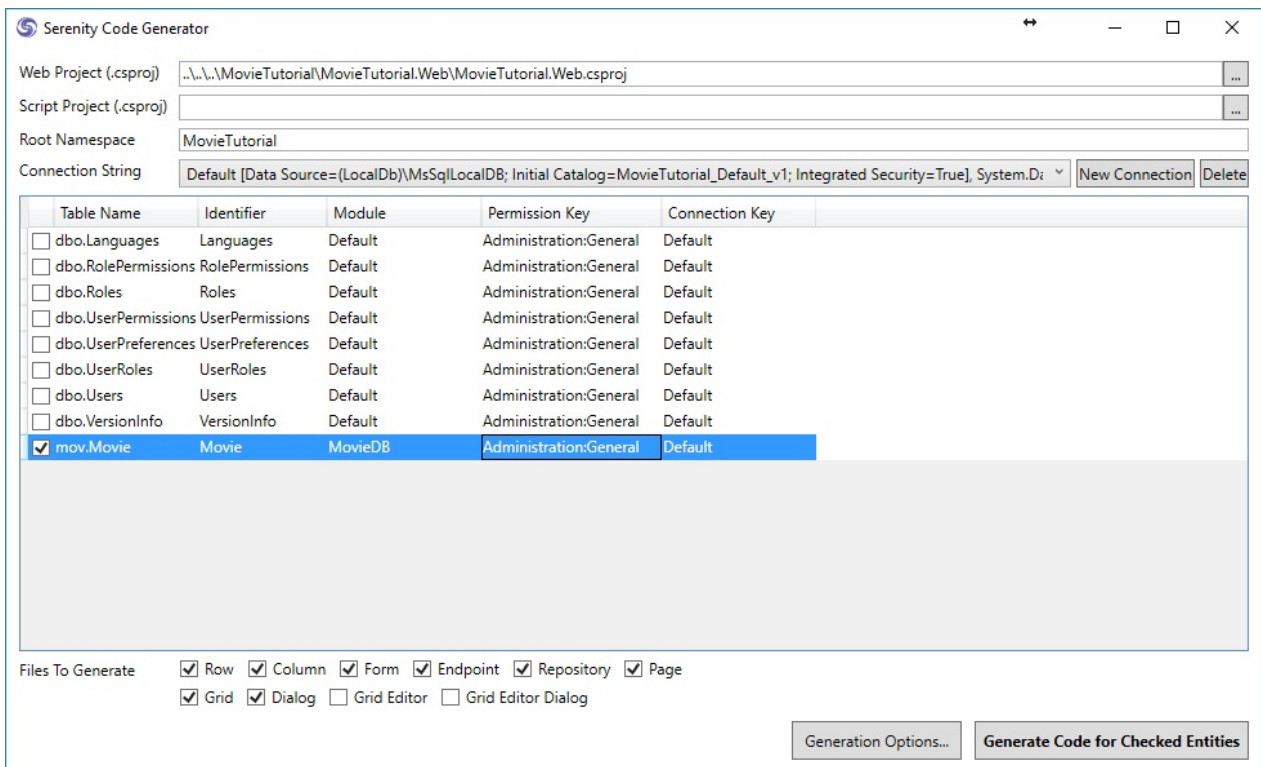 Serenity Code Generator
Web Project (.csproj) ..\..\..\MovieTutorial\MovieTutorial.Web\MovieTutorial.Web.csproj ...
Script Project (.csproj) ...
Root Namespace MovieTutorial
Connection String Default [Data Source=(LocalDb)\MsSqlLocalDB; Initial Catalog=MovieTutorial_Default_v1; Integrated Security=True], System.Da New Connection Delete
Table Name Identifier Module Permission Key Connection Key
dbo.Languages Languages Default Administration:General Default
dbo.RolePermissions RolePermissions Default Administration:General Default
dbo.Roles Roles Default Administration:General Default
dbo.UserPermissions UserPermissions Default Administration:General Default
dbo.UserPreferences UserPreferences Default Administration:General Default
dbo.UserRoles UserRoles Default Administration:General Default
dbo.Users Users Default Administration:General Default
dbo.VersionInfo VersionInfo Default Administration:General Default
mov.Movie Movie MovieDB Administration:General Default
Files To Generate Row Column Form Endpoint Repository Page
Grid Dialog Grid Editor Grid Editor Dialog
Generation Options... Generate Code for Checked Entities